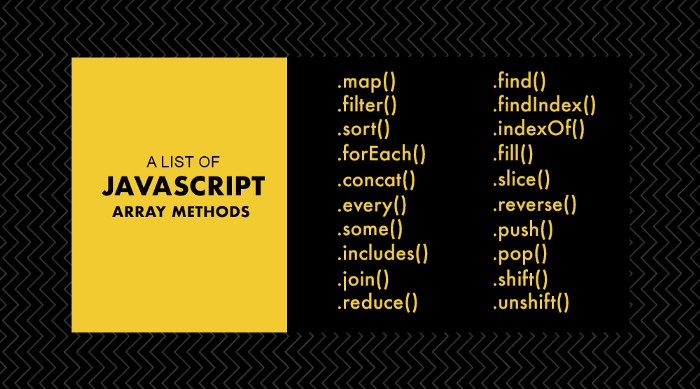 A LIST OF
JAVASCRIPT
ARRAY METHODS
.map()
.filter()
.sort()
.forEach()
.concat()
.every()
.some()
.includes()
.join()
.reduce()
.find()
.findIndex()
.indexOf()
.fill()
.slice()
.reverse()
.push()
.pop()
.shift()
.unshift()